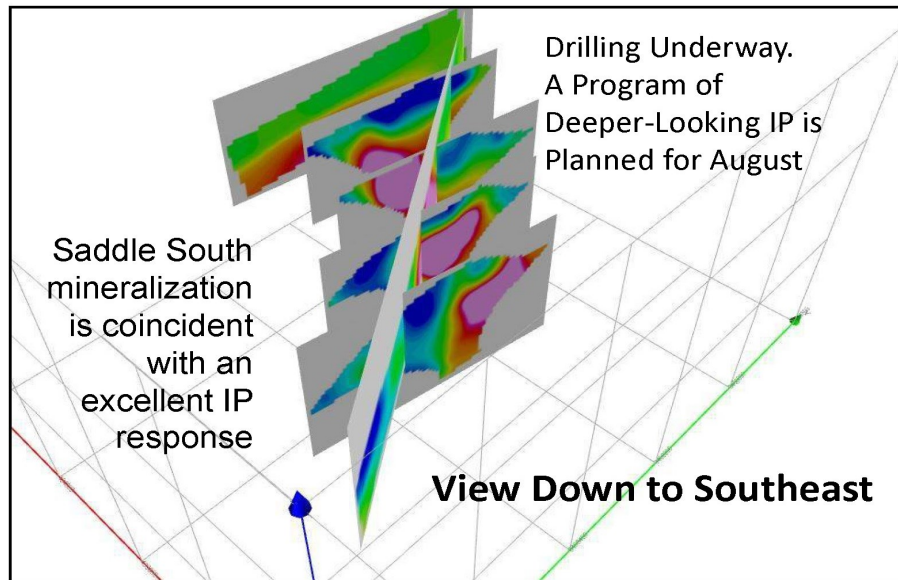 Drilling Underway.
A Program of
Deeper-Looking IP is
Planned for August
Saddle South
mineralization
is coincident
with an
excellent IP
response
View Down to Southeast